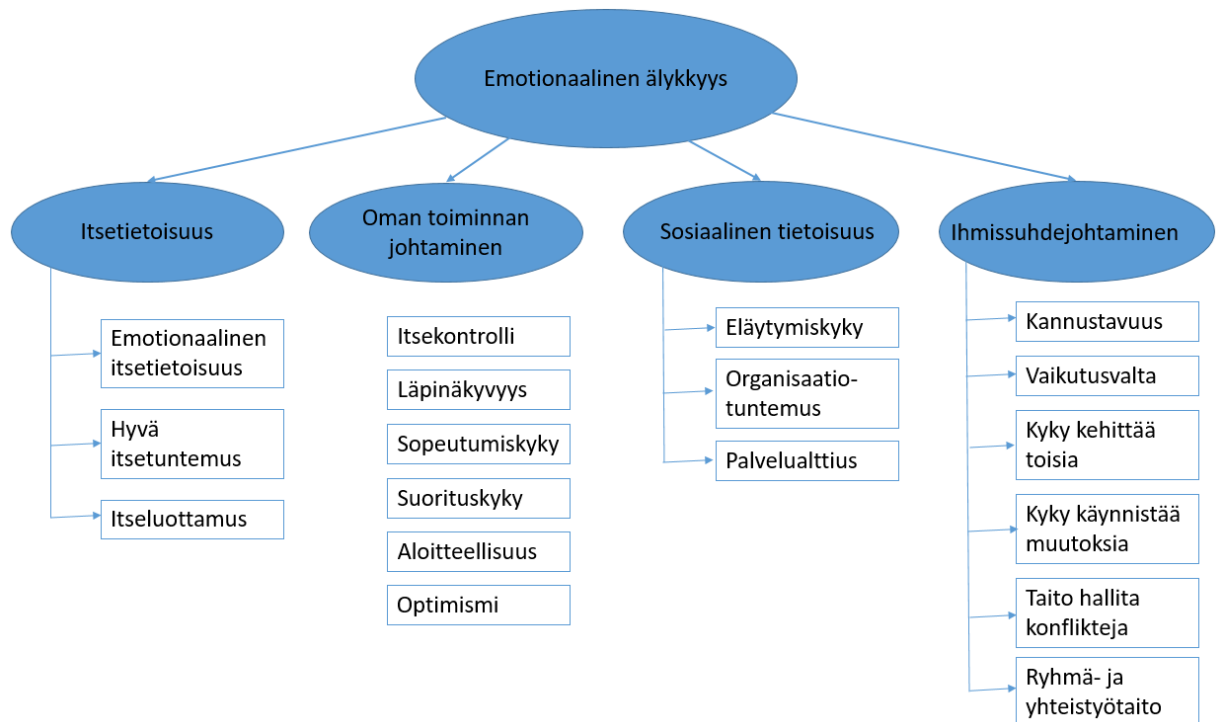 Emotionaalinen älykkyys
Itsetietoisuus
Emotionaalinen
itsetietoisuus
Hyvä
itsetuntemus
Itseluottamus
Oman toiminnan
johtaminen
Itsekontrolli
Läpinäkyvyys
Sopeutumiskyky
Suorituskyky
Aloitteellisuus
Optimismi
Sosiaalinen tietoisuus
Eläytymiskyky
Organisaatio-
tuntemus
Palvelualttius
Ihmissuhdejohtaminen
Kannustavuus
Vaikutusvalta
Kyky kehittää
toisia
Kyky käynnistää
muutoksia
Taito hallita
konflikteja
Ryhmä- ja
yhteistyötaito